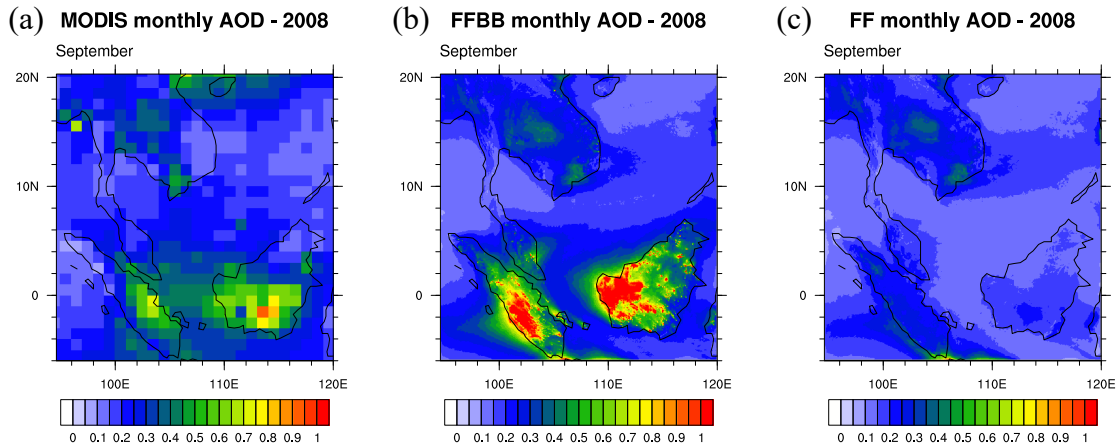 (a) MODIS monthly AOD - 2008
September
20N
10N
0
100E 110E 120E
0 0.1 0.2 0.3 0.4 0.5 0.6 0.7 0.8 0.9 1
(b) FFBB monthly AOD - 2008
September
20N
10N
0
100E 110E 120E
0 0.1 0.2 0.3 0.4 0.5 0.6 0.7 0.8 0.9 1
(c) FF monthly AOD - 2008
September
20N
10N
0
100E 110E 120E
0 0.1 0.2 0.3 0.4 0.5 0.6 0.7 0.8 0.9 1